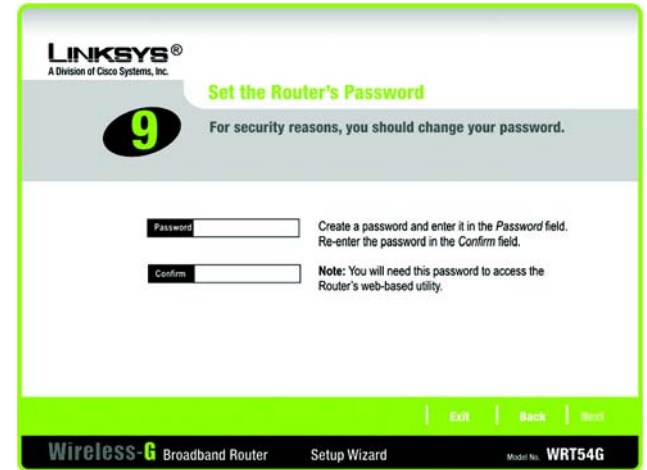 LINKSYS®
A Division of Cisco Systems, Inc.
Set the Router's Password
9
For security reasons, you should change your password.
Password
Create a password and enter it in the Password field.
Re-enter the password in the Confirm field.
Confirm
Note: You will need this password to access the
Router's web-based utility.
Exit
Back
Next
Wireless-G Broadband Router
Setup Wizard
Model No. WRT54G